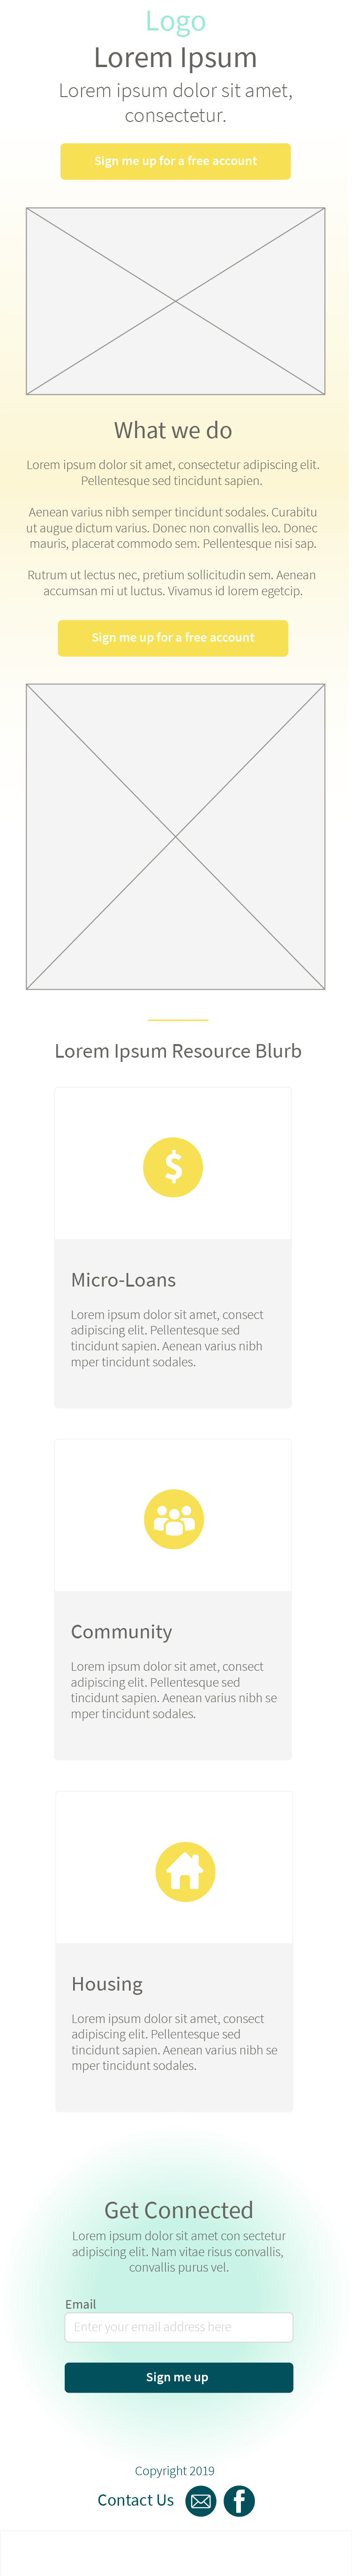 Logo
Lorem Ipsum
Lorem ipsum dolor sit amet,
consectetur.
Sign me up for a free account
What we do
Lorem ipsum dolor sit amet, consectetur adipiscing elit.
Pellentesque sed tincidunt sapien.
Aenean varius nibh semper tincidunt sodales. Curabitu
ut augue dictum varius. Donec non convallis leo. Donec
mauris, placerat commodo sem. Pellentesque nisi sap.
Rutrum ut lectus nec, pretium sollicitudin sem. Aenean
accumsan mi ut luctus. Vivamus id lorem egetcip.
Sign me up for a free account
Lorem Ipsum Resource Blurb
$
Micro-Loans
Lorem ipsum dolor sit amet, consect
adipiscing elit. Pellentesque sed
tincidunt sapien. Aenean varius nibh
mper tincidunt sodales.
Community
Lorem ipsum dolor sit amet, consect
adipiscing elit. Pellentesque sed
tincidunt sapien. Aenean varius nibh se
mper tincidunt sodales.
Housing
Lorem ipsum dolor sit amet, consect
adipiscing elit. Pellentesque sed
tincidunt sapien. Aenean varius nibh se
mper tincidunt sodales.
Get Connected
Lorem ipsum dolor sit amet con sectetur
adipiscing elit. Nam vitae risus convallis,
convallis purus vel.
Email
Enter your email address here
Sign me up
Copyright 2019
Contact Us